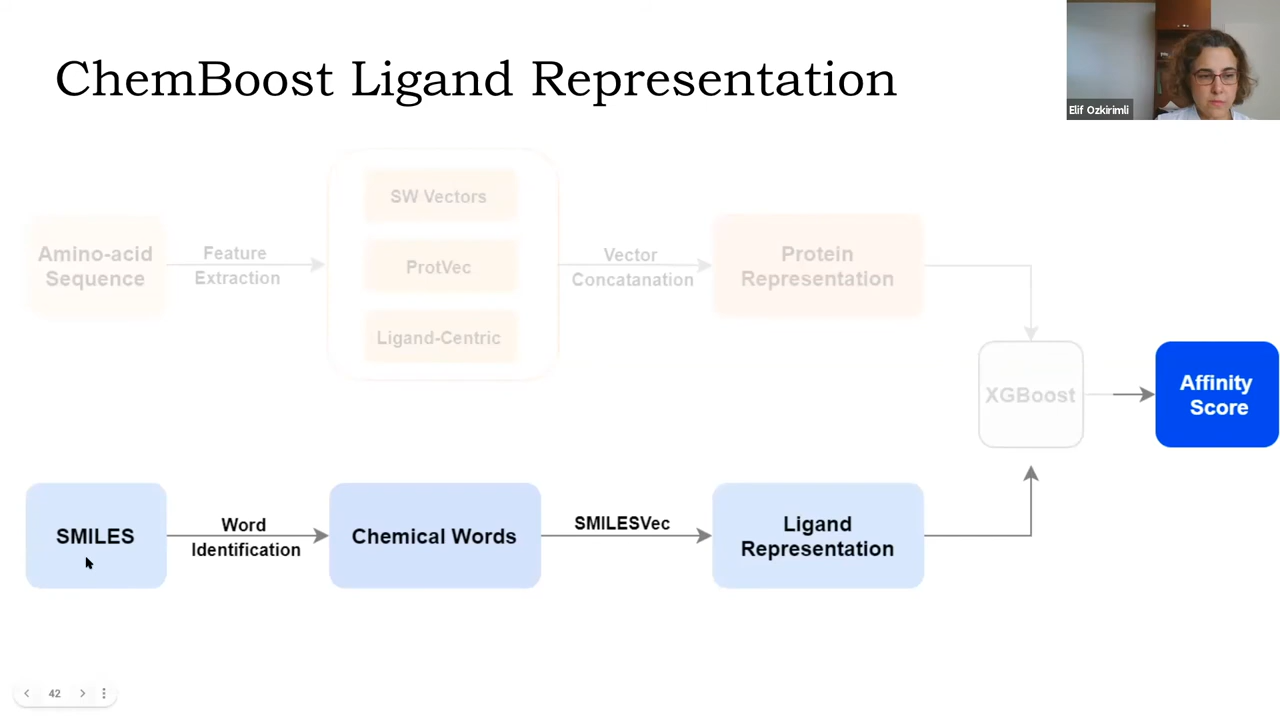 ChemBoost Ligand Representation
Elif Ozkirimli
SW Vectors
Amino-acid
Sequence
Feature
Extraction
ProtVec
Vector
Concatanation
Protein
Representation
Ligand-Centric
XGBoost
Affinity
Score
SMILES
Word
Identification
Chemical Words
SMILESVec
Ligand
Representation
42